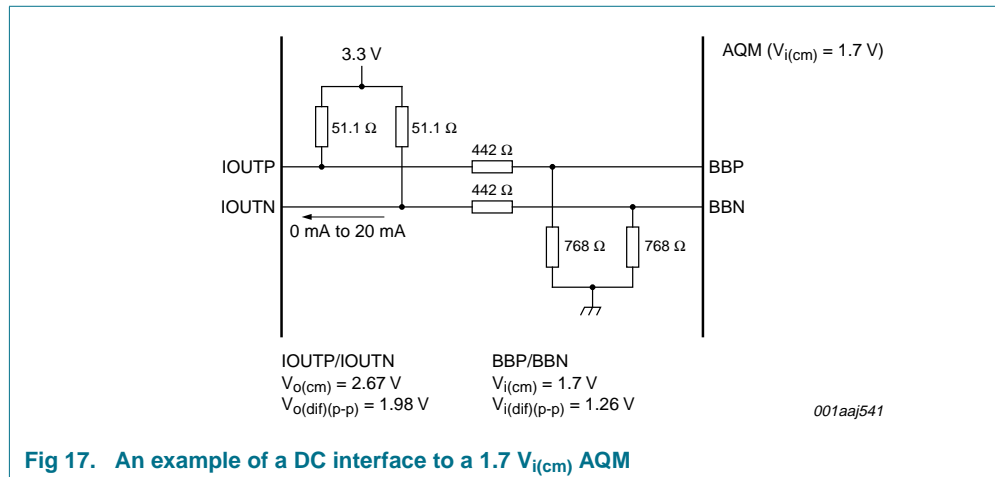 3.3 V
AQM (Vi(cm) = 1.7 V)
51.1 Ω
51.1 Ω
442 Ω
IOUTP
BBP
442 Ω
IOUTN
BBN
0 mA to 20 mA
768 Ω
768 Ω
IOUTP/IOUTN
Vo(cm) = 2.67 V
Vo(dif)(p-p) = 1.98 V
BBP/BBN
Vi(cm) = 1.7 V
Vi(dif)(p-p) = 1.26 V
001aaj541
Fig 17. An example of a DC interface to a 1.7 Vi(cm) AQM